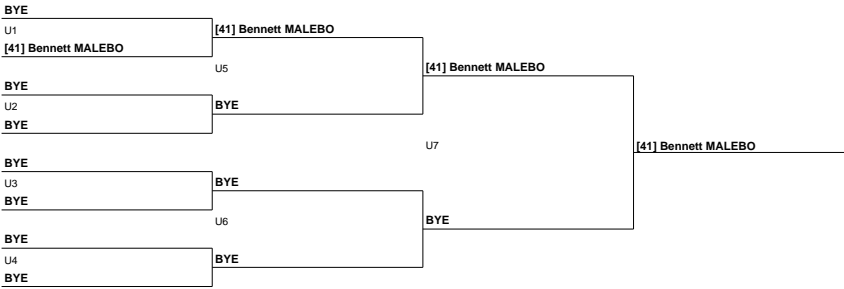 BYE
U1
[41] Bennett MALEBO
[41] Bennett MALEBO
U5
[41] Bennett MALEBO
BYE
U2
BYE
BYE
U7
[41] Bennett MALEBO
BYE
U3
BYE
BYE
U6
BYE
BYE
U4
BYE
BYE